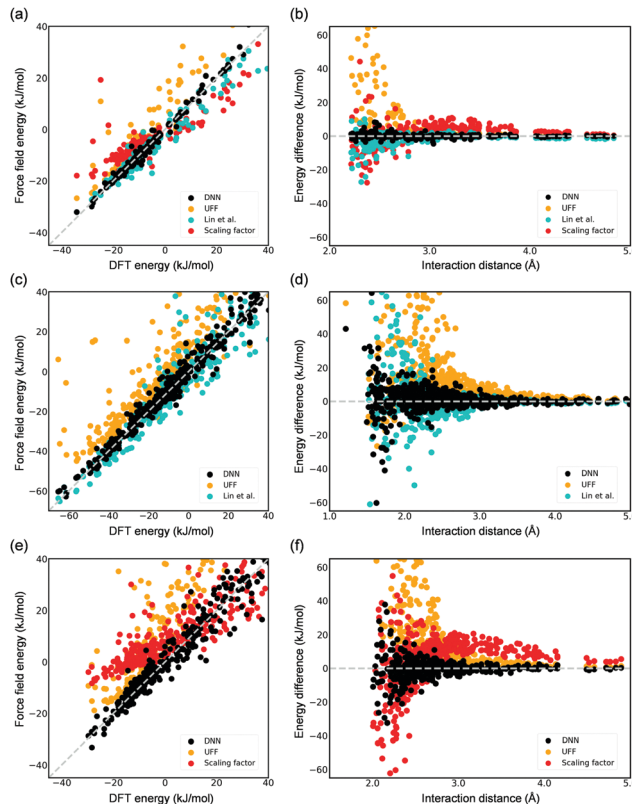 (a)
Force field energy (kJ/mol)
40
20
0
−20
−40
−40 −20 0 20 40
DFT energy (kJ/mol)
DNN
UFF
Lin et al.
Scaling factor
(b)
Energy difference (kJ/mol)
60
40
20
0
−20
−40
−60
2.0 3.0 4.0 5.
Interaction distance (Å)
DNN
UFF
Lin et al.
Scaling factor
(c)
Force field energy (kJ/mol)
40
20
0
−20
−40
−60
−60 −40 −20 0 20 40
DFT energy (kJ/mol)
DNN
UFF
Lin et al.
(d)
Energy difference (kJ/mol)
60
40
20
0
−20
−40
−60
1.0 2.0 3.0 4.0 5.
Interaction distance (Å)
DNN
UFF
Lin et al.
(e)
Force field energy (kJ/mol)
40
20
0
−20
−40
−40 −20 0 20 40
DFT energy (kJ/mol)
DNN
UFF
Scaling factor
(f)
Energy difference (kJ/mol)
60
40
20
0
−20
−40
−60
2.0 3.0 4.0 5.
Interaction distance (Å)
DNN
UFF
Scaling factor